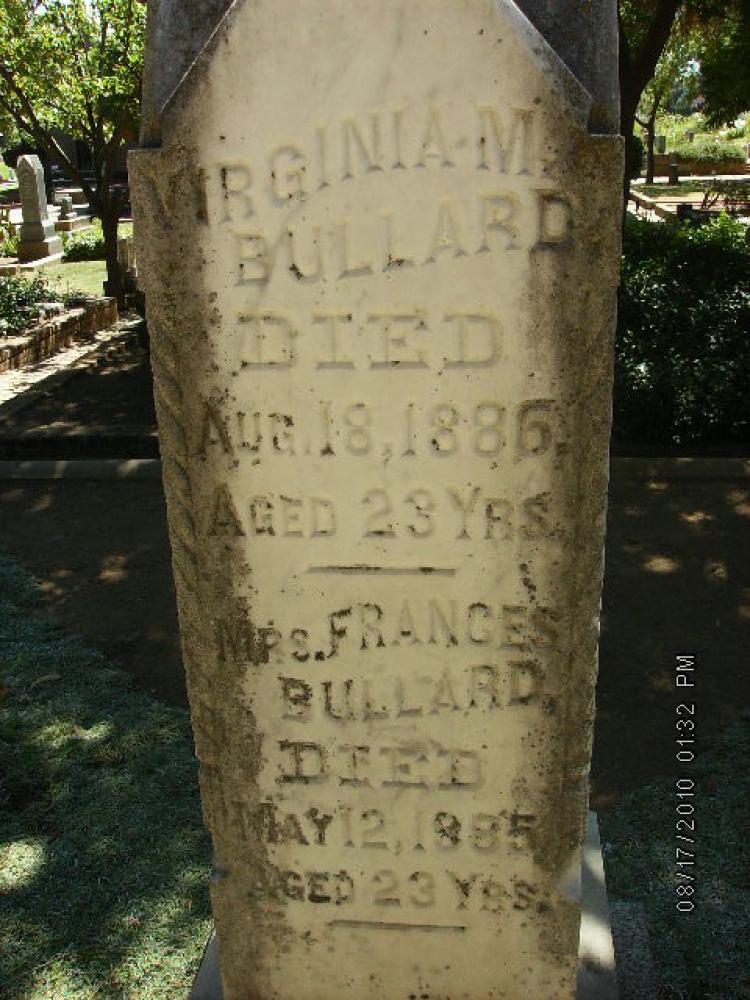 VIRGINIA·M.
BULLARD
DIED
AUG. 18, 1886.
AGED 23 YRS.
MRS. FRANCES
BULLARD,
DIED
MAY 12, 1885
AGED 23 YRS.
08/17/2010 01:32 PM